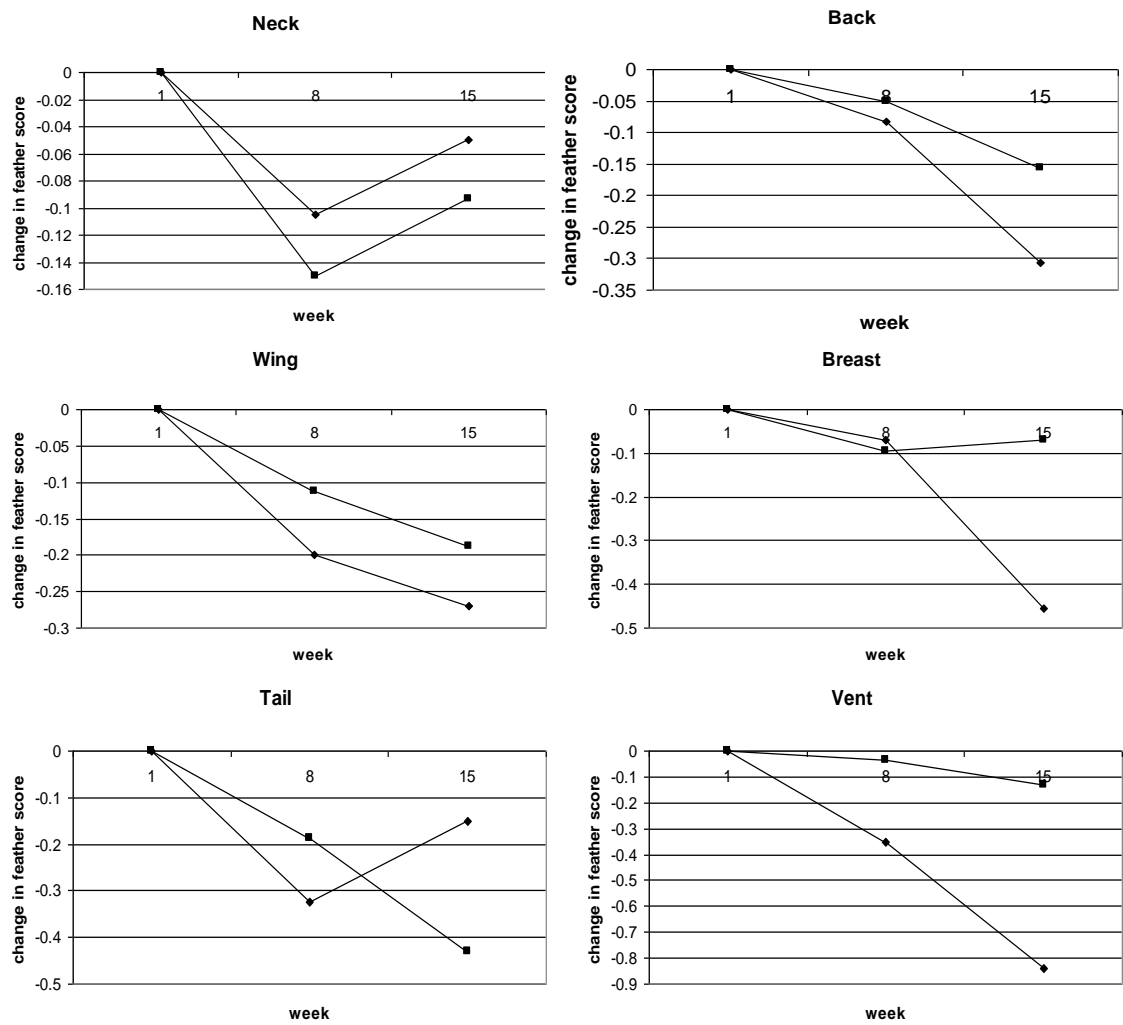 Neck
change in feather score
0
-0.02
-0.04
-0.06
-0.08
-0.1
-0.12
-0.14
-0.16
1 8 15
week
Back
change in feather score
0
-0.05
-0.1
-0.15
-0.2
-0.25
-0.3
-0.35
1 8 15
week
Wing
change in feather score
0
-0.05
-0.1
-0.15
-0.2
-0.25
-0.3
1 8 15
week
Breast
change in feather score
0
-0.1
-0.2
-0.3
-0.4
-0.5
1 8 15
week
Tail
change in feather score
0
-0.1
-0.2
-0.3
-0.4
-0.5
1 8 15
week
Vent
change in feather score
0
-0.1
-0.2
-0.3
-0.4
-0.5
-0.6
-0.7
-0.8
-0.9
1 8 15
week